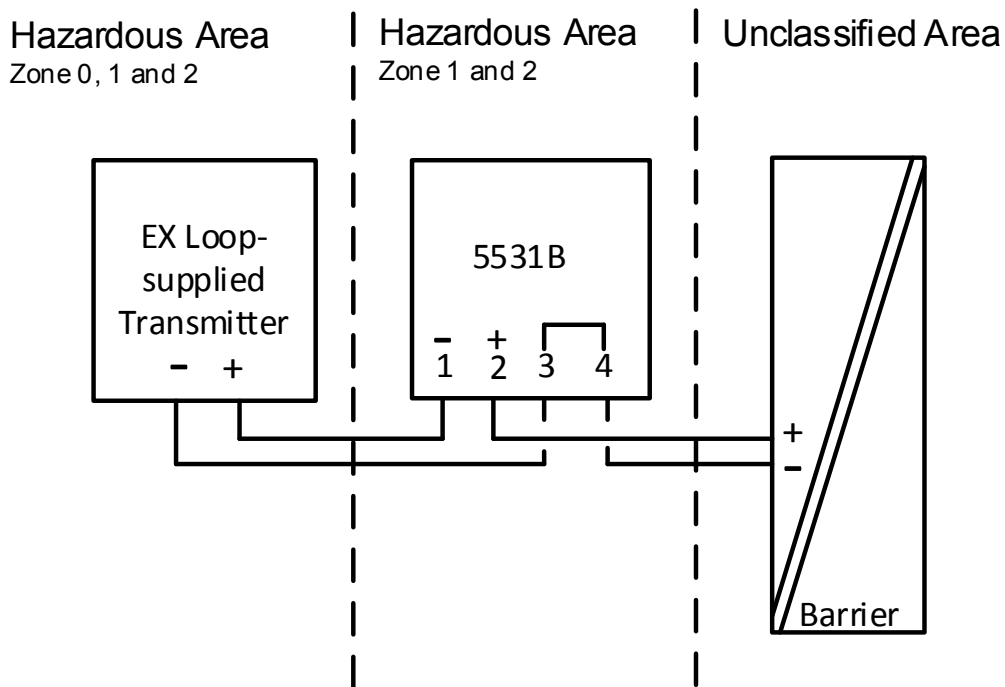 Hazardous Area
Zone 0, 1 and 2
Hazardous Area
Zone 1 and 2
Unclassified Area
EX Loop-
supplied
Transmitter
- +
5531B
- +
1 2 3 4
+
-
Barrier